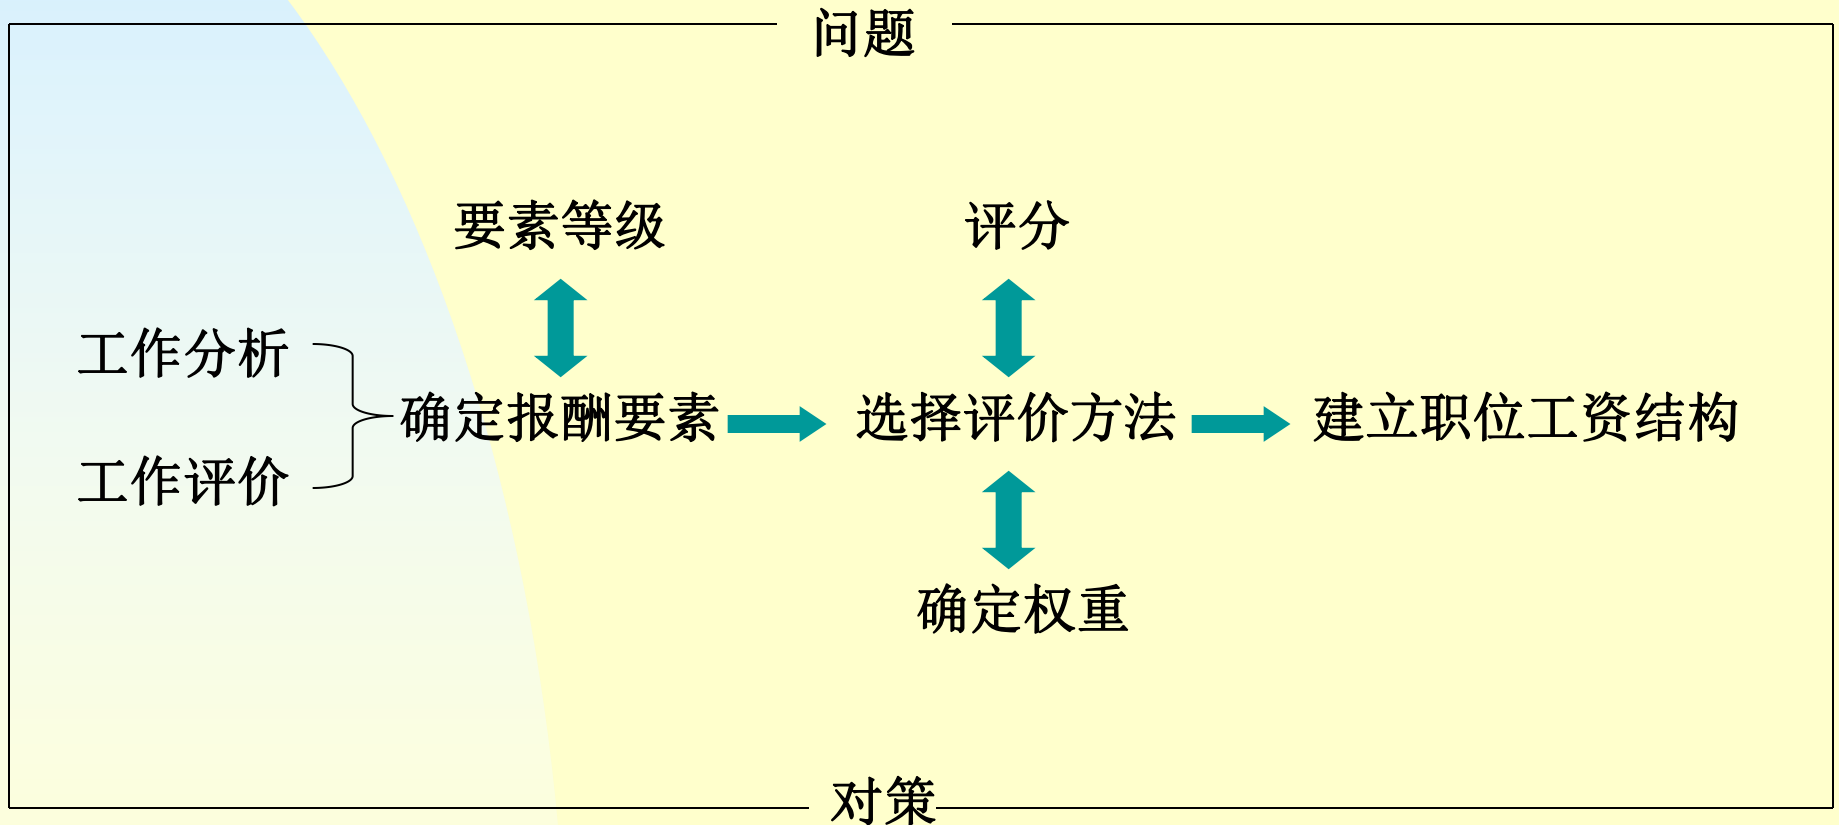 问题
要素等级
评分
工作分析
确定报酬要素
选择评价方法
建立职位工资结构
工作评价
确定权重
对策